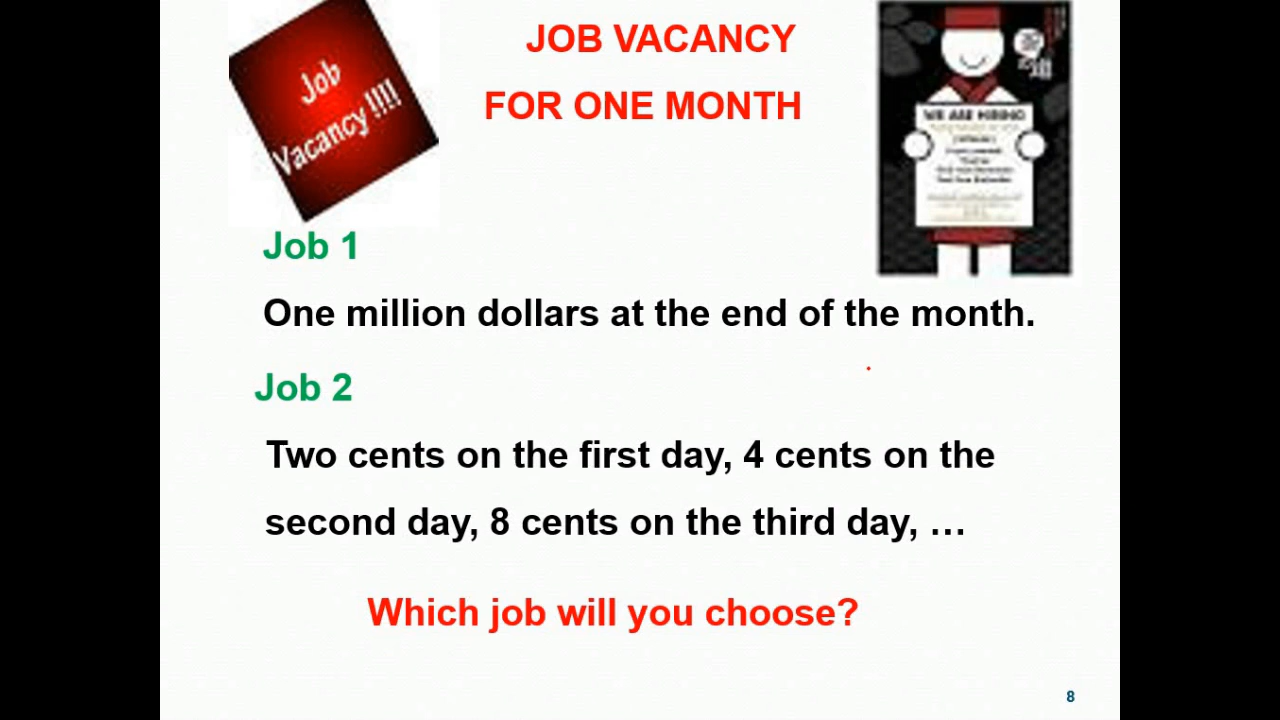 Job
Vacancy !!!!
JOB VACANCY
FOR ONE MONTH
WE ARE HIRING
Job 1
One million dollars at the end of the month.
Job 2
Two cents on the first day, 4 cents on the
second day, 8 cents on the third day, …
Which job will you choose?
8